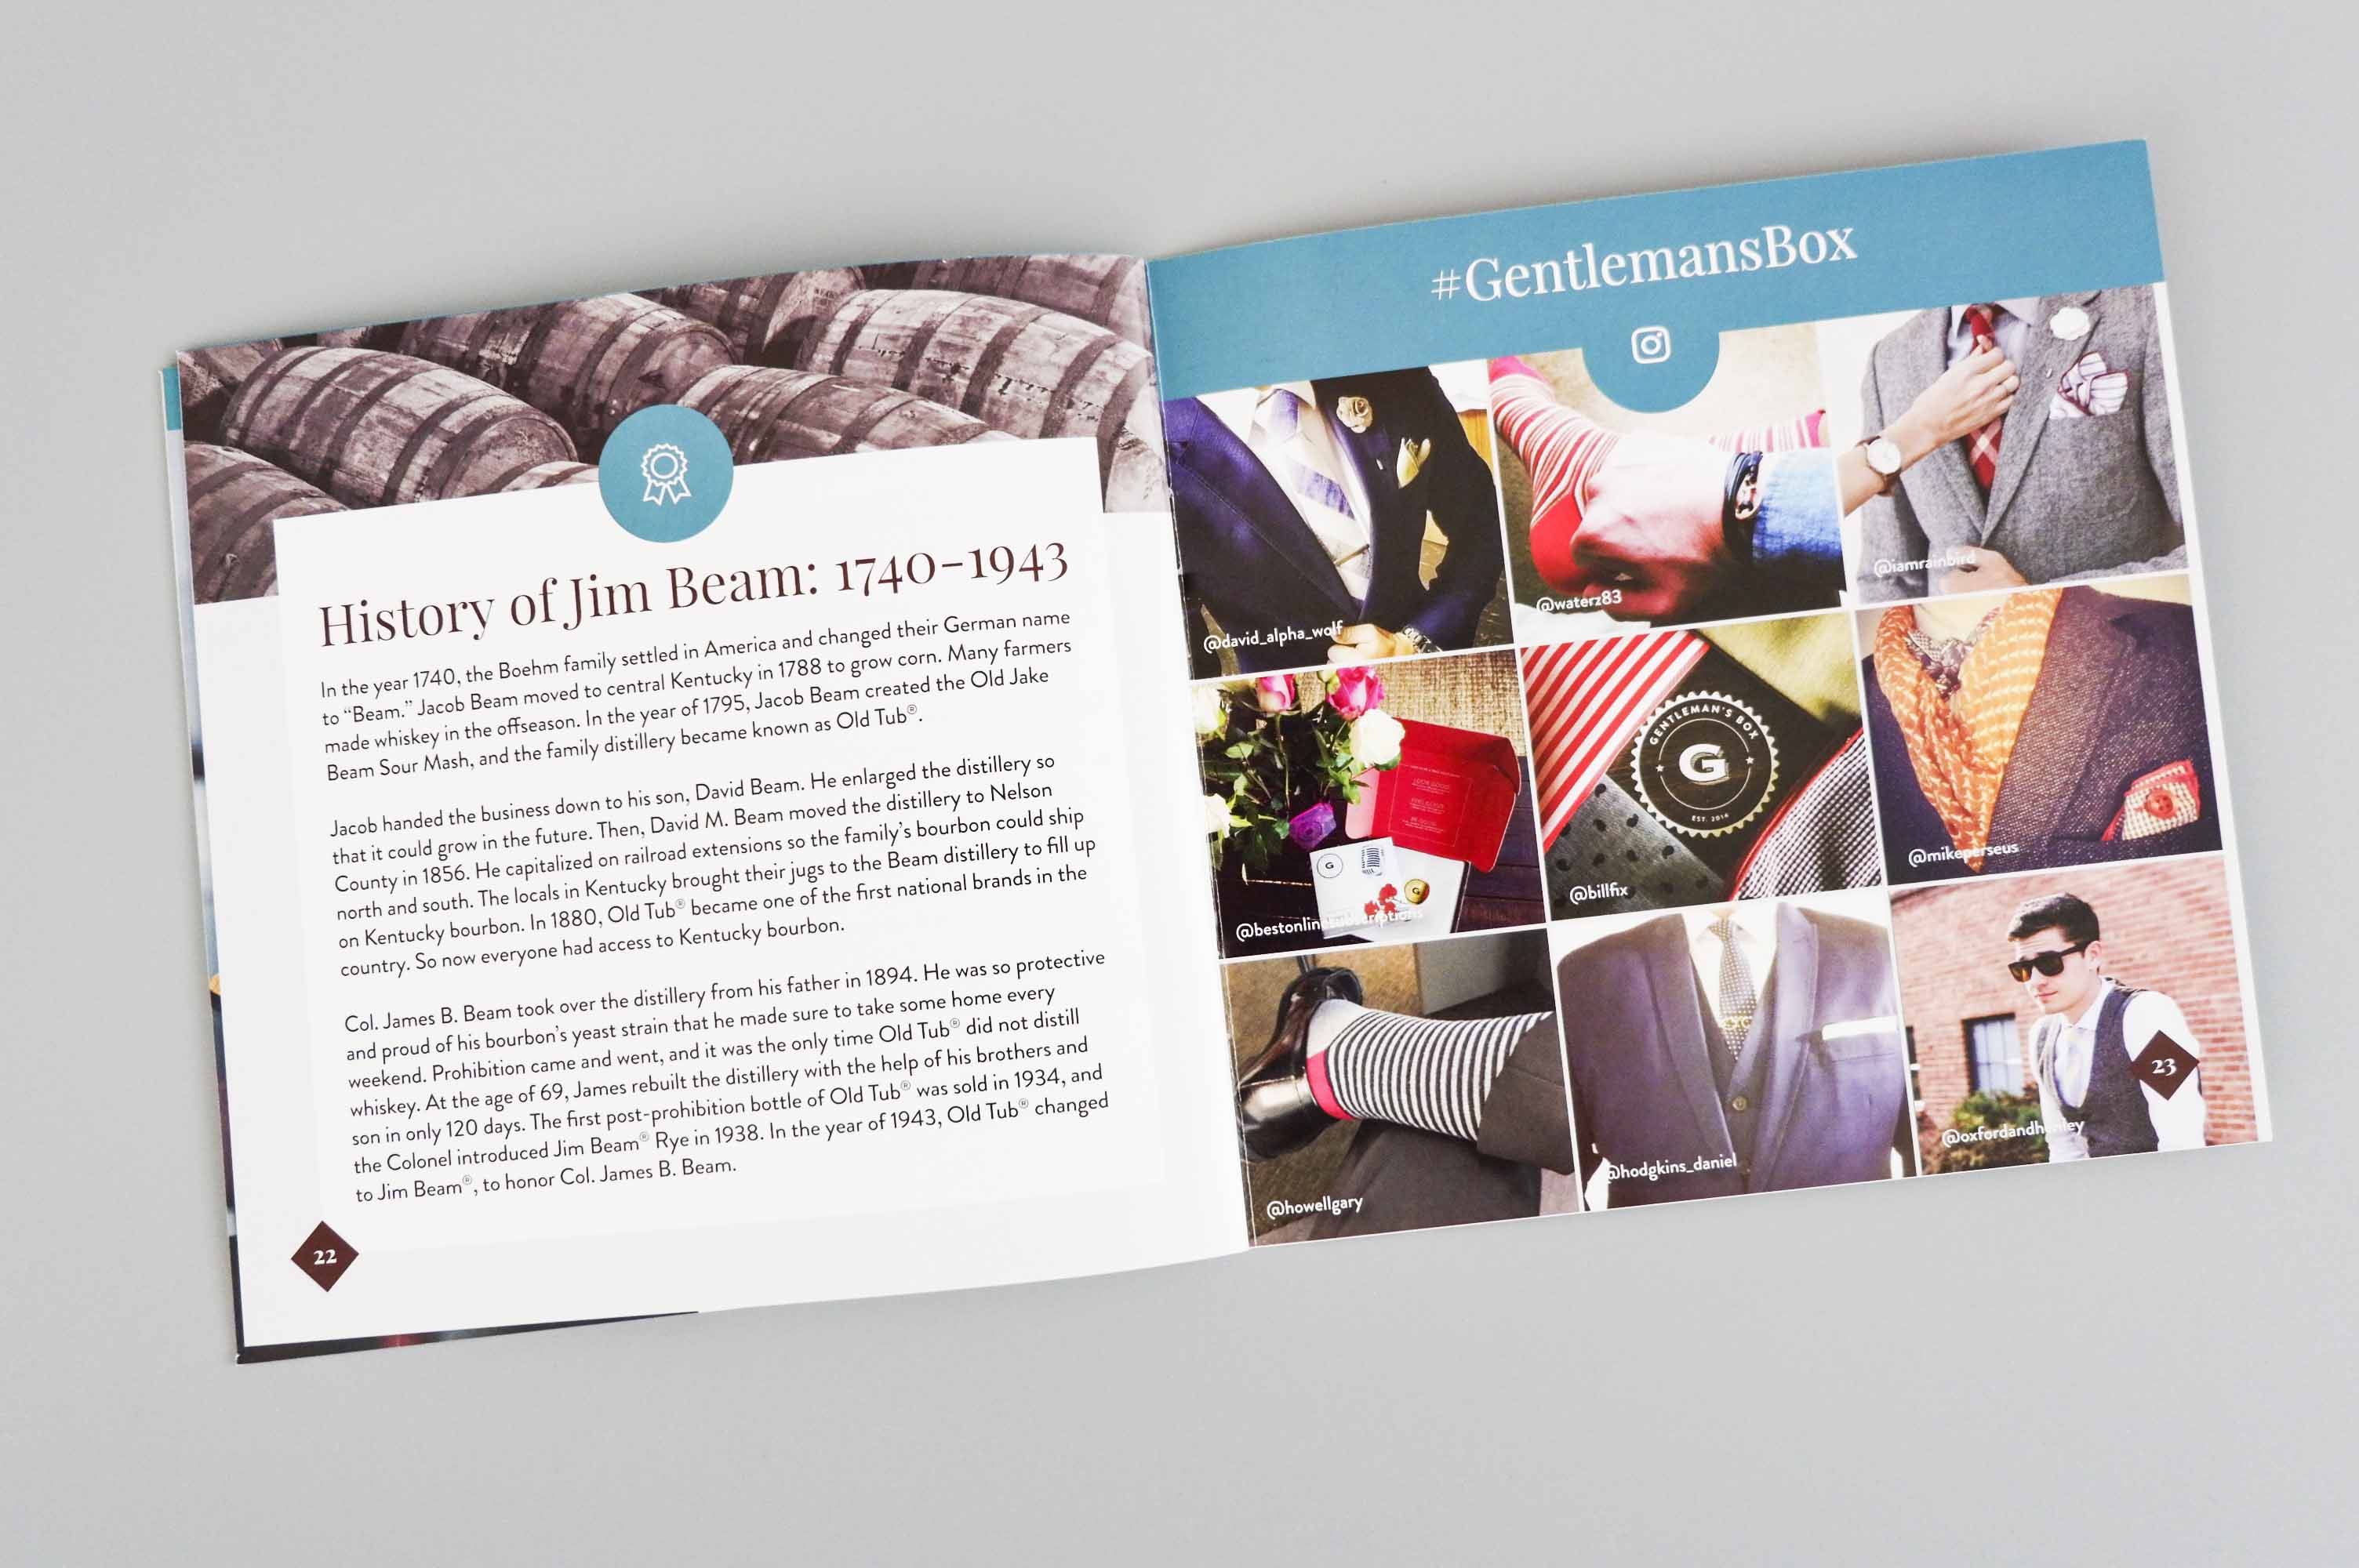 History of Jim Beam: 1740-1943
In the year 1740, the Boehm family settled in America and changed their German name
to “Beam.” Jacob Beam moved to central Kentucky in 1788 to grow corn. Many farmers
made whiskey in the offseason. In the year of 1795, Jacob Beam created the Old Jake
Beam Sour Mash, and the family distillery became known as Old Tub®.
Jacob handed the business down to his son, David Beam. He enlarged the distillery so
that it could grow in the future. Then, David M. Beam moved the distillery to Nelson
County in 1856. He capitalized on railroad extensions so the family’s bourbon could ship
north and south. The locals in Kentucky brought their jugs to the Beam distillery to fill up
on Kentucky bourbon. In 1880, Old Tub® became one of the first national brands in the
country. So now everyone had access to Kentucky bourbon.
Col. James B. Beam took over the distillery from his father in 1894. He was so protective
and proud of his bourbon’s yeast strain that he made sure to take some home every
weekend. Prohibition came and went, and it was the only time Old Tub® did not distill
whiskey. At the age of 69, James rebuilt the distillery with the help of his brothers and
son in only 120 days. The first post-prohibition bottle of Old Tub® was sold in 1934, and
the Colonel introduced Jim Beam® Rye in 1938. In the year of 1943, Old Tub® changed
to Jim Beam®, to honor Col. James B. Beam.
22
#GentlemansBox
@david_alpha_wolf
@waterz83
@iamrainbird
@bestonlinesubscriptions
GENTLEMAN'S BOX
G
EST. 2014
@billfix
@mikeperseus
@howellgary
@hodgkins_daniel
@oxfordandhenley
23